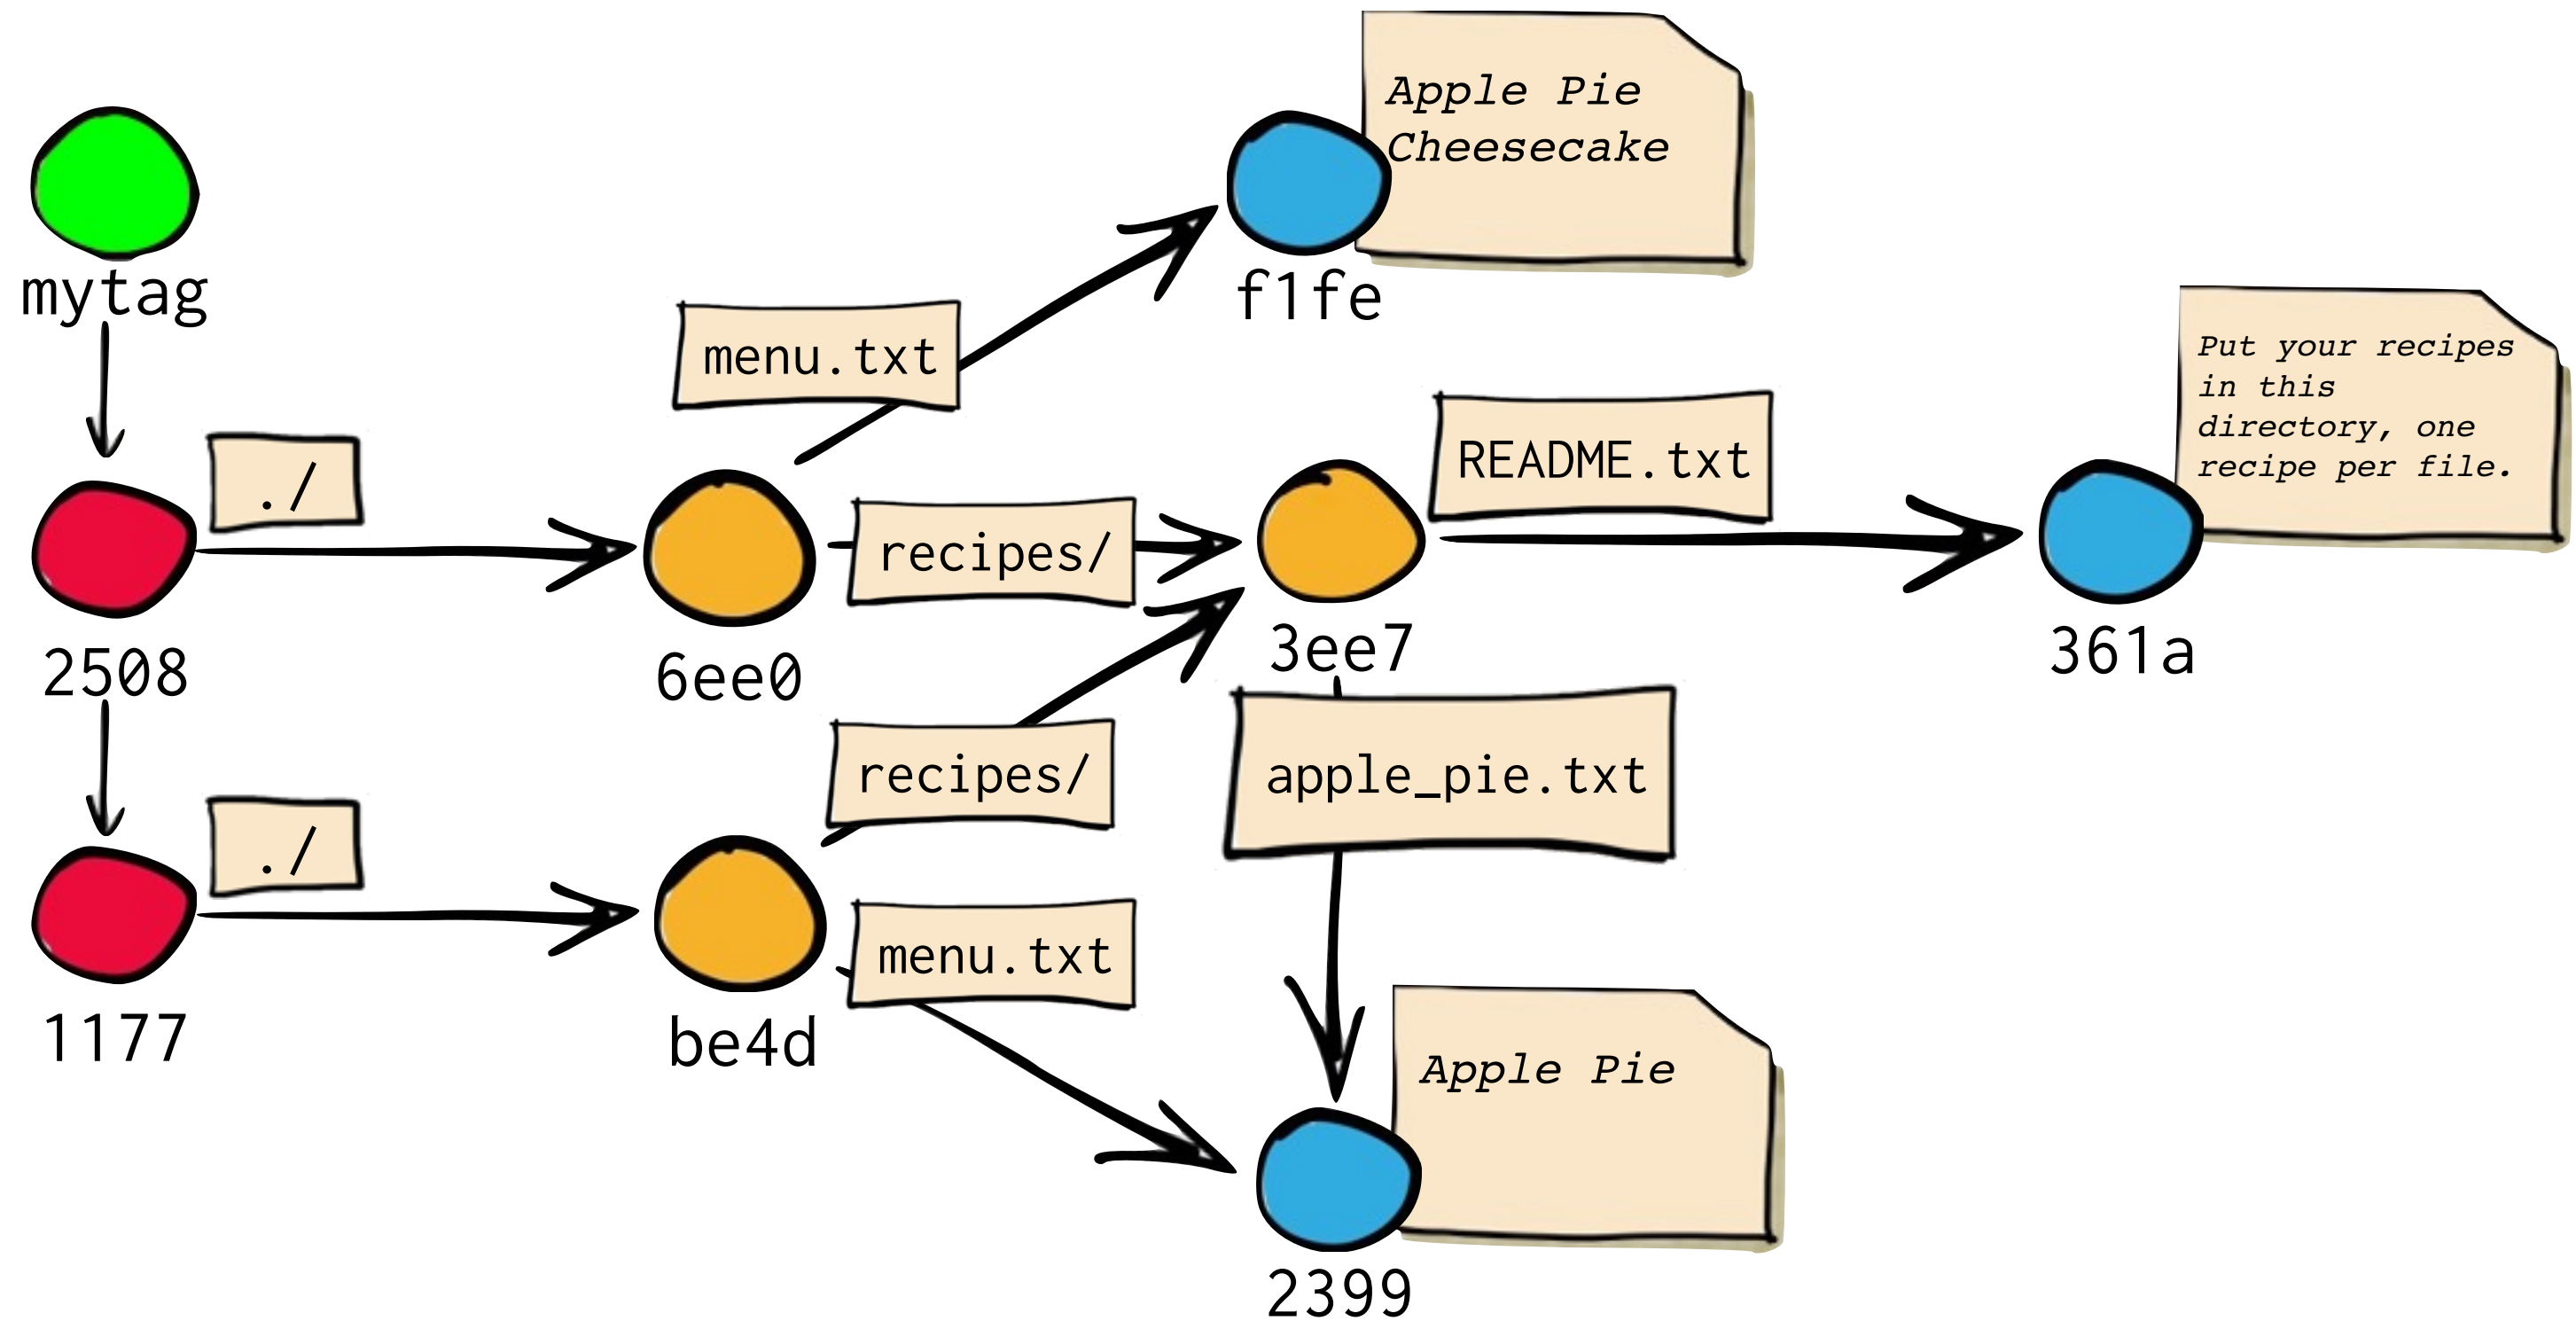 Apple Pie
Cheesecake
mytag
f1fe
menu.txt
Put your recipes
in this
directory, one
recipe per file.
README.txt
./
recipes/
2508
6ee0
3ee7
361a
recipes/
apple_pie.txt
./
menu.txt
1177
be4d
Apple Pie
2399